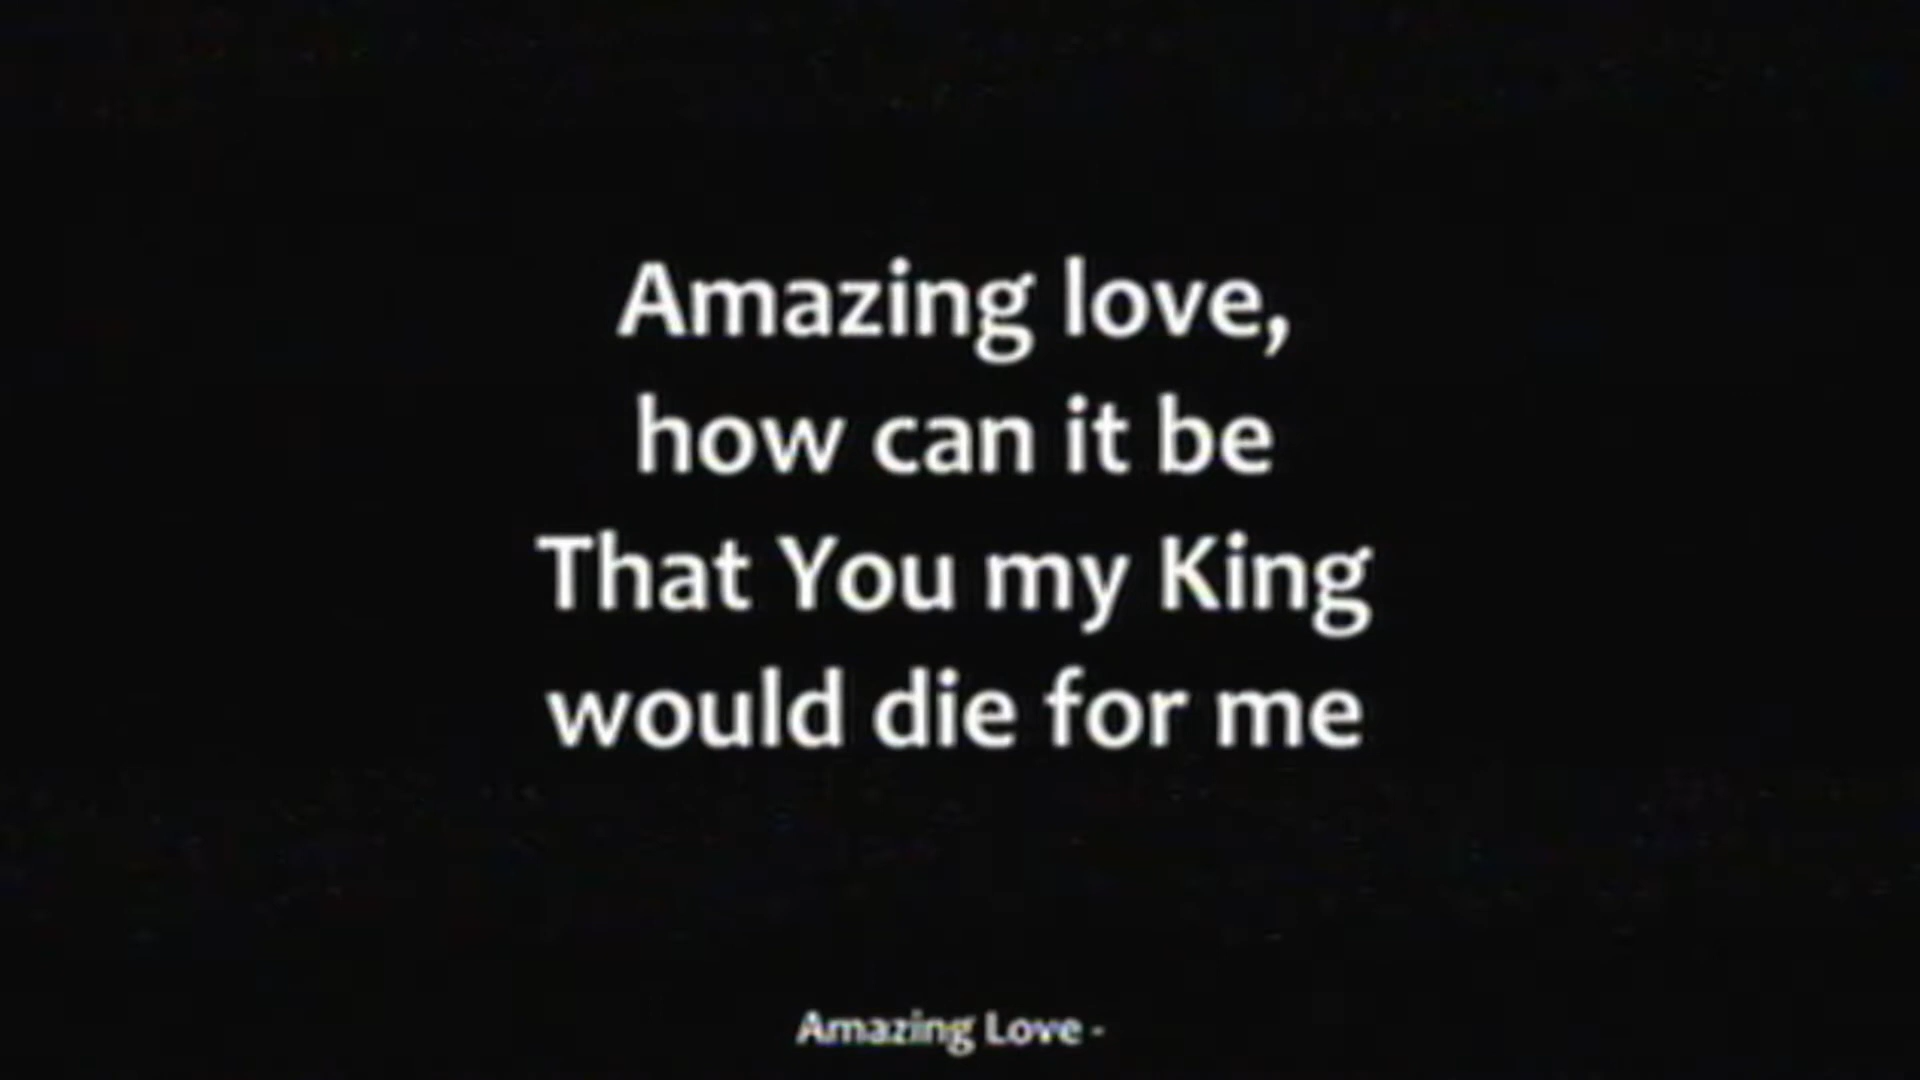 Amazing love,
how can it be
That You my King
would die for me
Amazing Love -